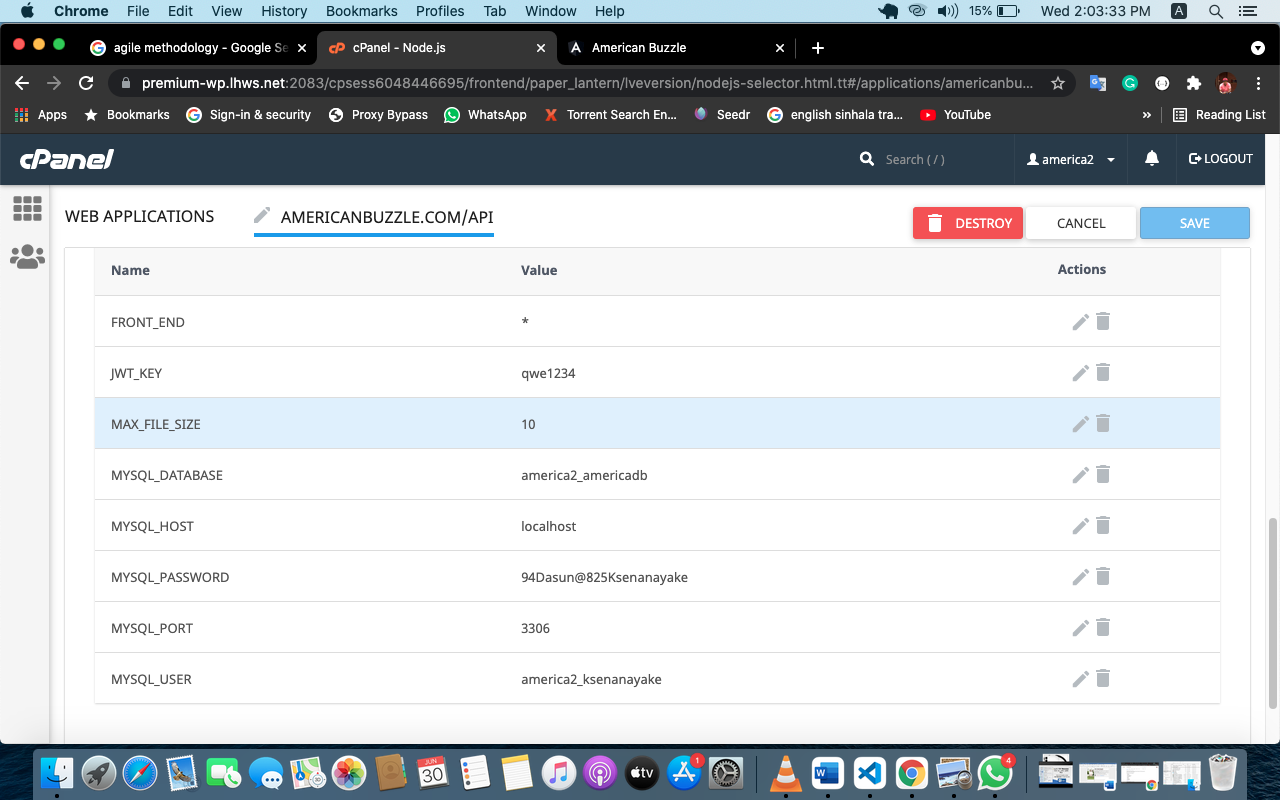 Chrome File Edit View History Bookmarks Profiles Tab Window Help 15% Wed 2:03:33 PM A
agile methodology - Google Se cPanel - Node.js American Buzzle
premium-wp.lhws.net:2083/cpsess6048446695/frontend/paper_lantern/lveversion/nodejs-selector.html.tt#/applications/americanbu...
Apps Bookmarks Sign-in & security Proxy Bypass WhatsApp Torrent Search En... Seedr english sinhala tra... YouTube » Reading List
cPanel Search ( / ) america2 LOGOUT
WEB APPLICATIONS AMERICANBUZZLE.COM/API DESTROY CANCEL SAVE
Name Value Actions
FRONT_END *
JWT_KEY qwe1234
MAX_FILE_SIZE 10
MYSQL_DATABASE america2_americadb
MYSQL_HOST localhost
MYSQL_PASSWORD 94Dasun@825Ksenanayake
MYSQL_PORT 3306
MYSQL_USER america2_ksenanayake
JUN
30
tv
1
W
4